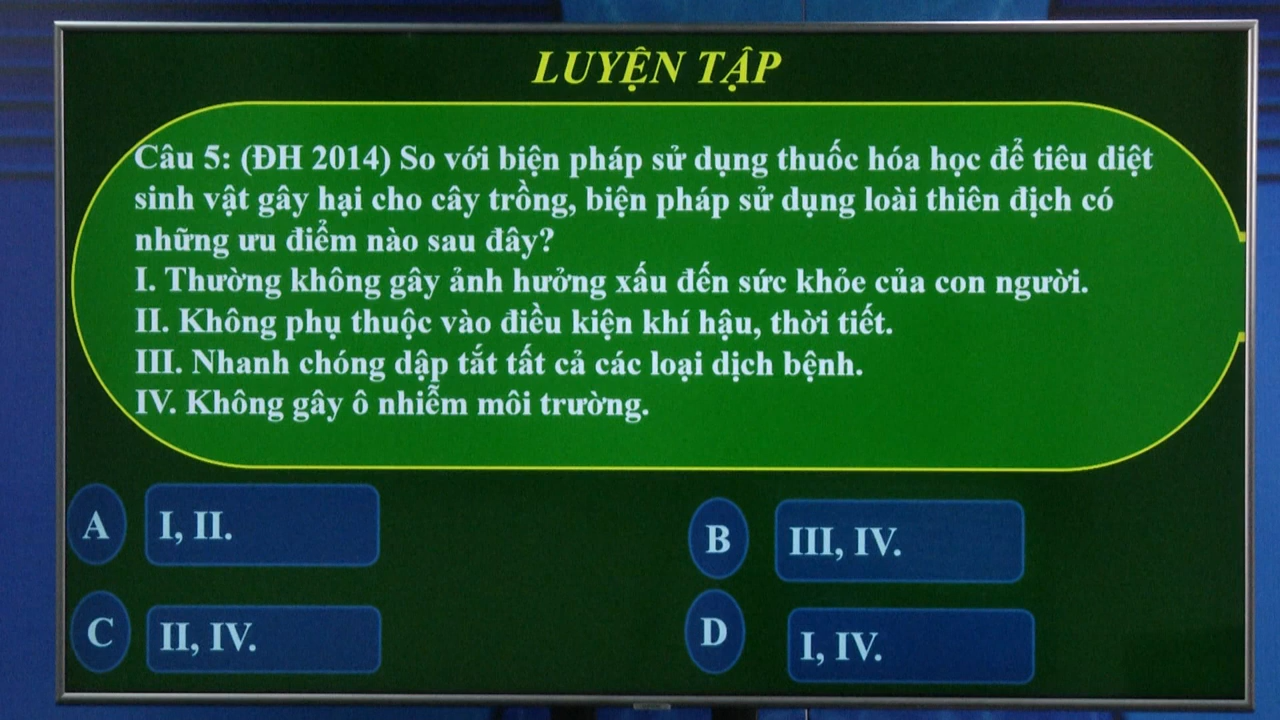 LUYỆN TẬP
Câu 5: (ĐH 2014) So với biện pháp sử dụng thuốc hóa học để tiêu diệt
sinh vật gây hại cho cây trồng, biện pháp sử dụng loài thiên địch có
những ưu điểm nào sau đây?
I. Thường không gây ảnh hưởng xấu đến sức khỏe của con người.
II. Không phụ thuộc vào điều kiện khí hậu, thời tiết.
III. Nhanh chóng dập tắt tất cả các loại dịch bệnh.
IV. Không gây ô nhiễm môi trường.
A I, II.
B III, IV.
C II, IV.
D I, IV.